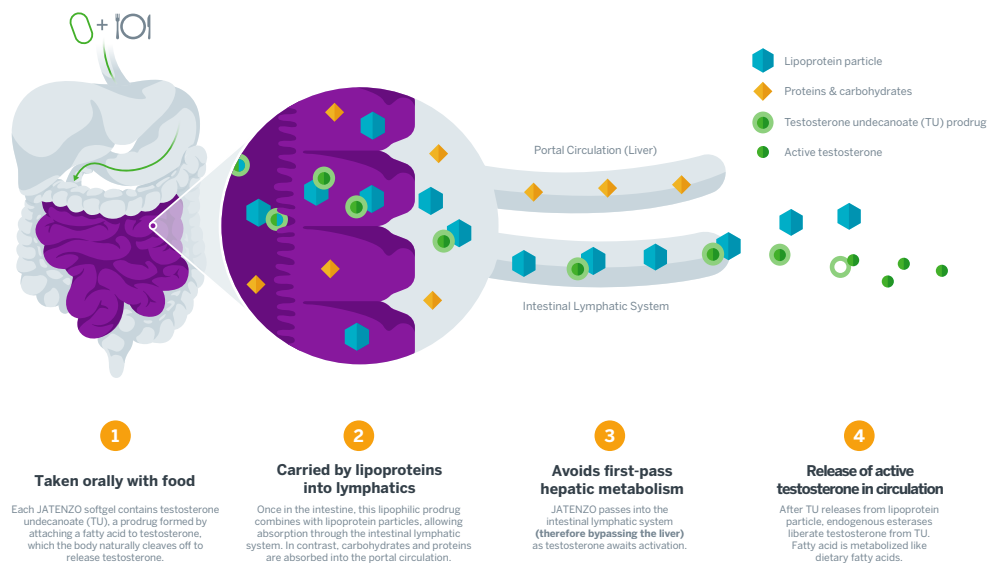 +
Lipoprotein particle
Proteins & carbohydrates
Testosterone undecanoate (TU) prodrug
Active testosterone
Portal Circulation (Liver)
Intestinal Lymphatic System
1
Taken orally with food
Each JATENZO softgel contains testosterone
undecanoate (TU), a prodrug formed by
attaching a fatty acid to testosterone,
which the body naturally cleaves off to
release testosterone.
2
Carried by lipoproteins
into lymphatics
Once in the intestine, this lipophilic prodrug
combines with lipoprotein particles, allowing
absorption through the intestinal lymphatic
system. In contrast, carbohydrates and proteins
are absorbed into the portal circulation.
3
Avoids first-pass
hepatic metabolism
JATENZO passes into the
intestinal lymphatic system
(therefore bypassing the liver)
as testosterone awaits activation.
4
Release of active
testosterone in circulation
After TU releases from lipoprotein
particle, endogenous esterases
liberate testosterone from TU.
Fatty acid is metabolized like
dietary fatty acids.